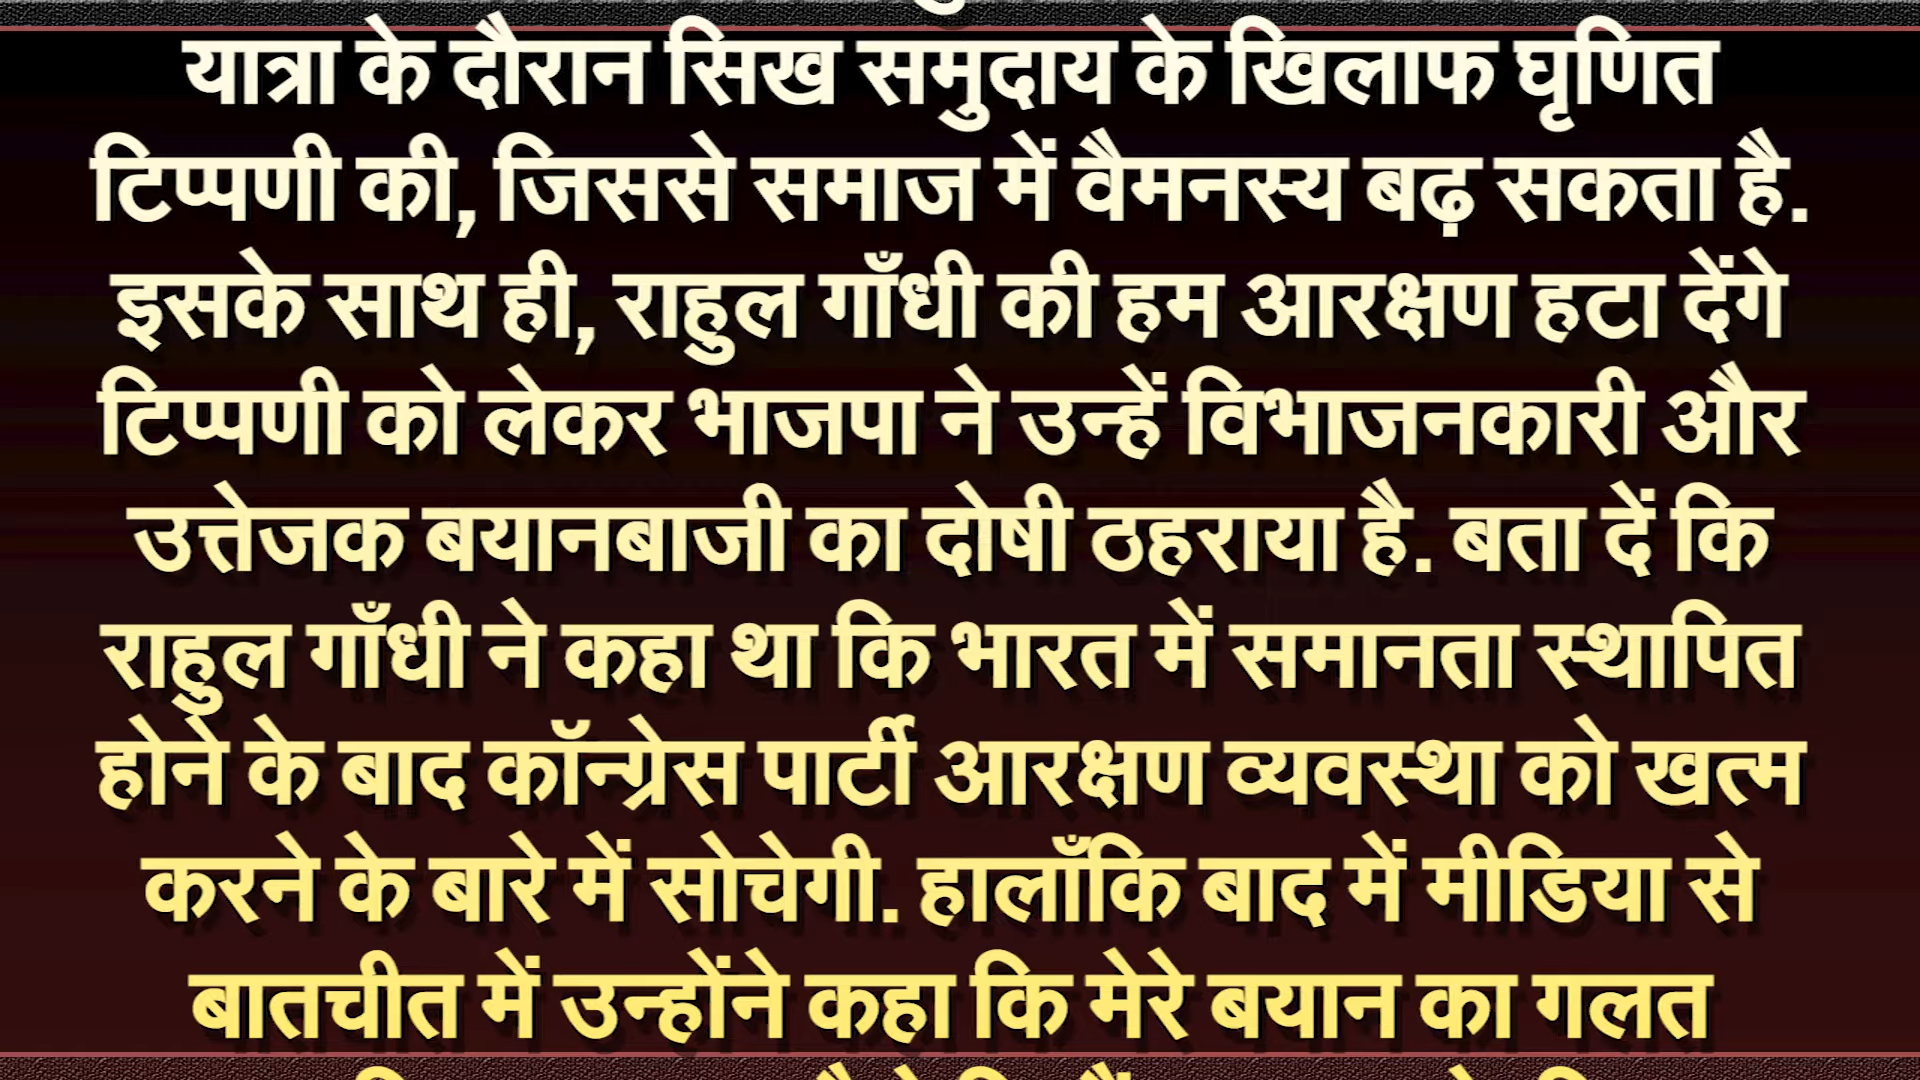 यात्रा के दौरान सिख समुदाय के खिलाफ घृणित
टिप्पणी की, जिससे समाज में वैमनस्य बढ़ सकता है.
इसके साथ ही, राहुल गाँधी की हम आरक्षण हटा देंगे
टिप्पणी को लेकर भाजपा ने उन्हें विभाजनकारी और
उत्तेजक बयानबाजी का दोषी ठहराया है. बता दें कि
राहुल गाँधी ने कहा था कि भारत में समानता स्थापित
होने के बाद कॉन्ग्रेस पार्टी आरक्षण व्यवस्था को खत्म
करने के बारे में सोचेगी. हालाँकि बाद में मीडिया से
बातचीत में उन्होंने कहा कि मेरे बयान का गलत